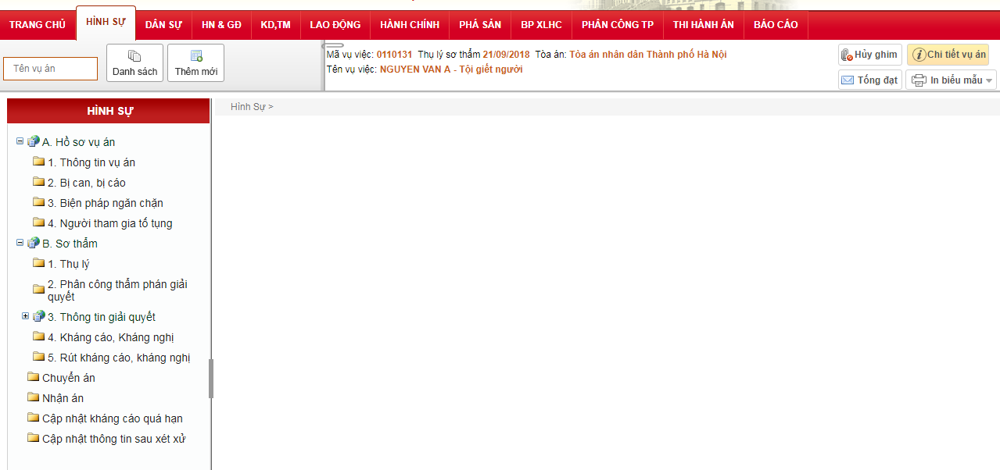 TRANG CHỦ HÌNH SỰ DÂN SỰ HN & GĐ KD,TM LAO ĐỘNG HÀNH CHÍNH PHÁ SẢN BP XLHC PHÂN CÔNG TP THI HÀNH ÁN BÁO CÁO
Tên vụ án
Danh sách
Thêm mới
Mã vụ việc: 0110131 Thụ lý sơ thẩm 21/09/2018 Tòa án: Tòa án nhân dân Thành phố Hà Nội
Tên vụ việc: NGUYEN VAN A - Tội giết người
Hủy ghim
Chi tiết vụ án
Tống đạt
In biểu mẫu
HÌNH SỰ
A. Hồ sơ vụ án
1. Thông tin vụ án
2. Bị can, bị cáo
3. Biện pháp ngăn chặn
4. Người tham gia tố tụng
B. Sơ thẩm
1. Thụ lý
2. Phân công thẩm phán giải
quyết
3. Thông tin giải quyết
4. Kháng cáo, Kháng nghị
5. Rút kháng cáo, kháng nghị
Chuyển án
Nhận án
Cập nhật kháng cáo quá hạn
Cập nhật thông tin sau xét xử
Hình Sự >